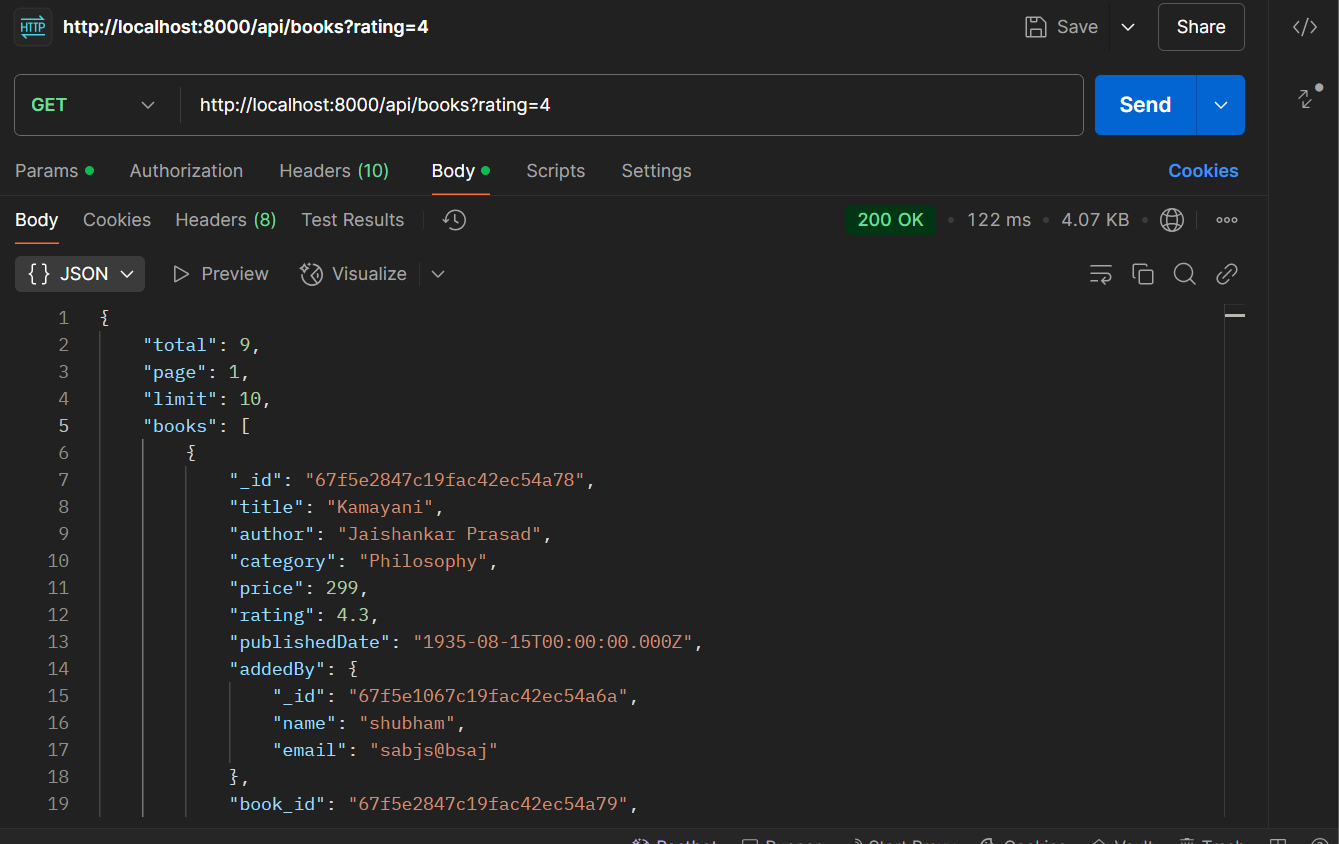 HTTP http://localhost:8000/api/books?rating=4 Save Share
GET http://localhost:8000/api/books?rating=4 Send
Params Authorization Headers (10) Body Scripts Settings Cookies
Body Cookies Headers (8) Test Results 200 OK 122 ms 4.07 KB
{} JSON Preview Visualize
1 {
2 "total": 9,
3 "page": 1,
4 "limit": 10,
5 "books": [
6 {
7 "_id": "67f5e2847c19fac42ec54a78",
8 "title": "Kamayani",
9 "author": "Jaishankar Prasad",
10 "category": "Philosophy",
11 "price": 299,
12 "rating": 4.3,
13 "publishedDate": "1935-08-15T00:00:00.000Z",
14 "addedBy": {
15 "_id": "67f5e1067c19fac42ec54a6a",
16 "name": "shubham",
17 "email": "sabjs@bsaj"
18 },
19 "book_id": "67f5e2847c19fac42ec54a79",